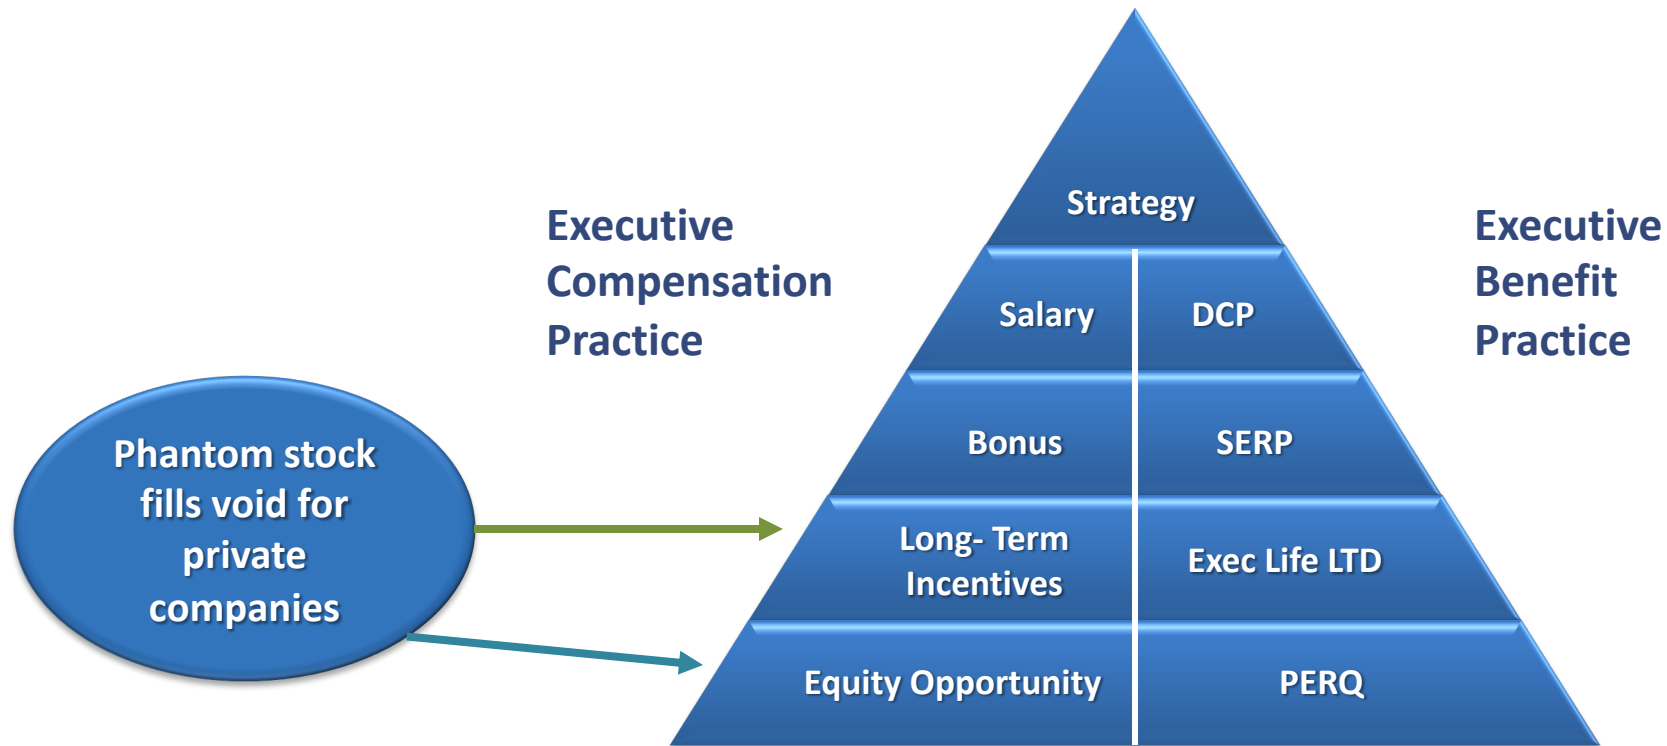 Strategy
Executive
Compensation
Practice
Executive
Benefit
Practice
Salary
DCP
Bonus
SERP
Phantom stock
fills void for
private
companies
Long- Term
Incentives
Exec Life LTD
Equity Opportunity
PERQ